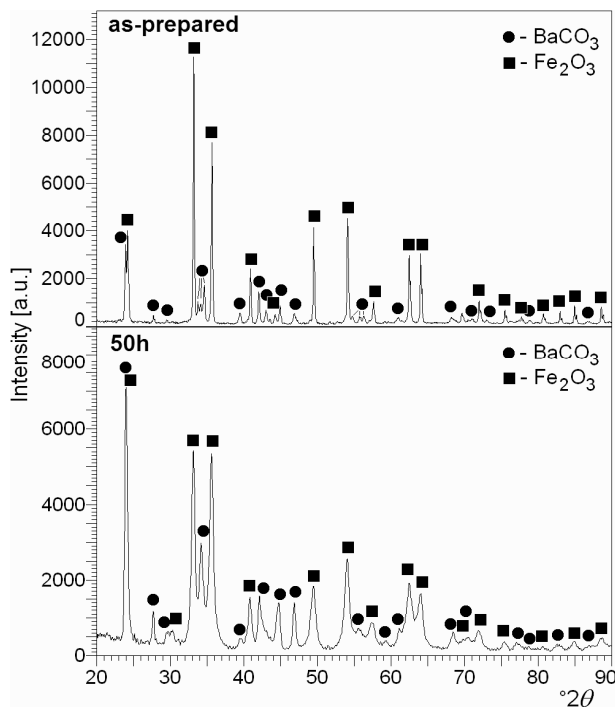 as-prepared
● - BaCO₃
■ - Fe₂O₃
12000
10000
8000
6000
4000
2000
0
50h
● - BaCO₃
■ - Fe₂O₃
8000
6000
4000
2000
0
Intensity [a.u.]
20 30 40 50 60 70 80 90
°2θ